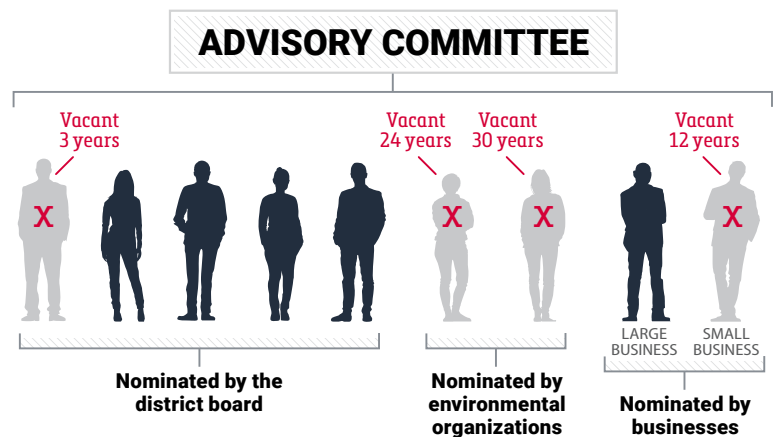 ADVISORY COMMITTEE
Vacant
3 years
Vacant
24 years
Vacant
30 years
Vacant
12 years
X
X
X
X
LARGE
BUSINESS
SMALL
BUSINESS
Nominated by the
district board
Nominated by
environmental
organizations
Nominated by
businesses